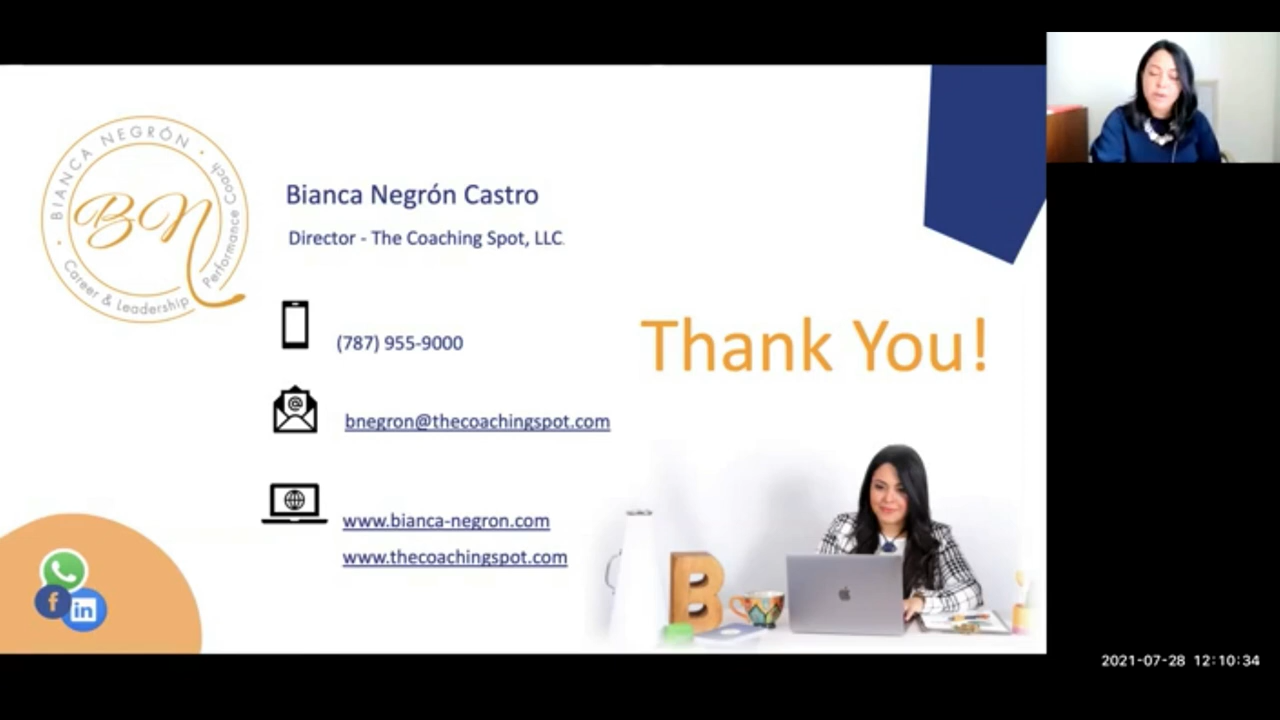 BIANCA NEGRÓN
BN
Career & Leadership
Performance Coach
Bianca Negrón Castro
Director - The Coaching Spot, LLC.
(787) 955-9000
Thank You!
bnegron@thecoachingspot.com
www.bianca-negron.com
www.thecoachingspot.com
B
f
in
2021-07-28 12:10:34